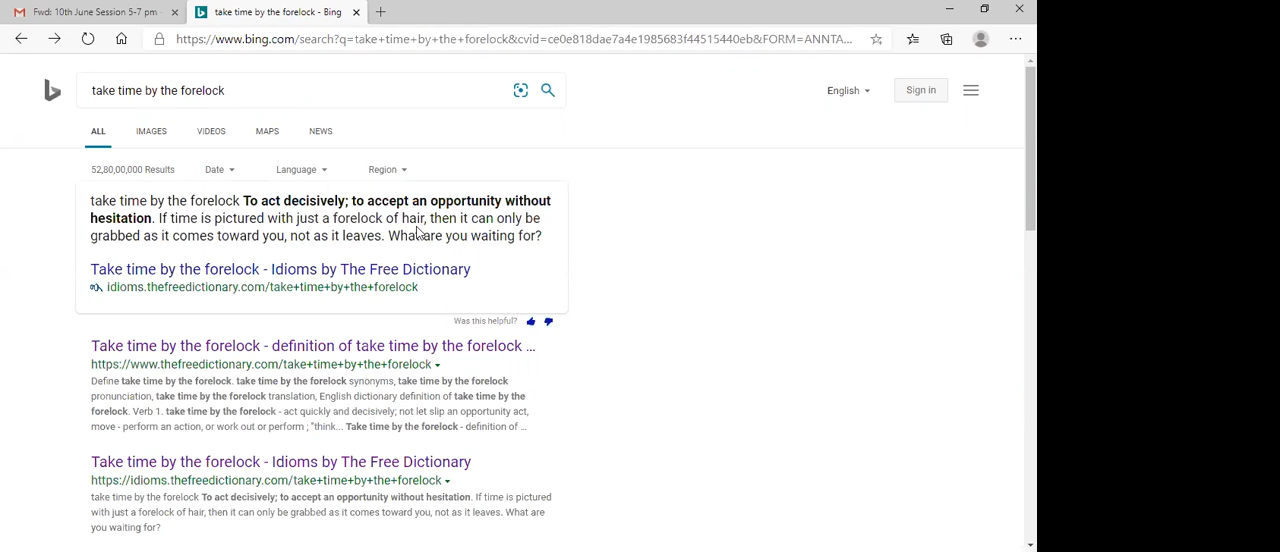 Fwd: 10th June Session 5-7 pm -
take time by the forelock - Bing
https://www.bing.com/search?q=take+time+by+the+forelock&cvid=ce0e818dae7a4e1985683f44515440eb&FORM=ANNTA...
take time by the forelock
English
Sign in
ALL IMAGES VIDEOS MAPS NEWS
52,80,00,000 Results Date Language Region
take time by the forelock To act decisively; to accept an opportunity without
hesitation. If time is pictured with just a forelock of hair, then it can only be
grabbed as it comes toward you, not as it leaves. What are you waiting for?
Take time by the forelock - Idioms by The Free Dictionary
idioms.thefreedictionary.com/take+time+by+the+forelock
Was this helpful?
Take time by the forelock - definition of take time by the forelock ...
https://www.thefreedictionary.com/take+time+by+the+forelock
Define take time by the forelock. take time by the forelock synonyms, take time by the forelock
pronunciation, take time by the forelock translation, English dictionary definition of take time by the
forelock. Verb 1. take time by the forelock - act quickly and decisively; not let slip an opportunity act,
move - perform an action, or work out or perform ; "think... Take time by the forelock - definition of ...
Take time by the forelock - Idioms by The Free Dictionary
https://idioms.thefreedictionary.com/take+time+by+the+forelock
take time by the forelock To act decisively; to accept an opportunity without hesitation. If time is pictured
with just a forelock of hair, then it can only be grabbed as it comes toward you, not as it leaves. What are
you waiting for?